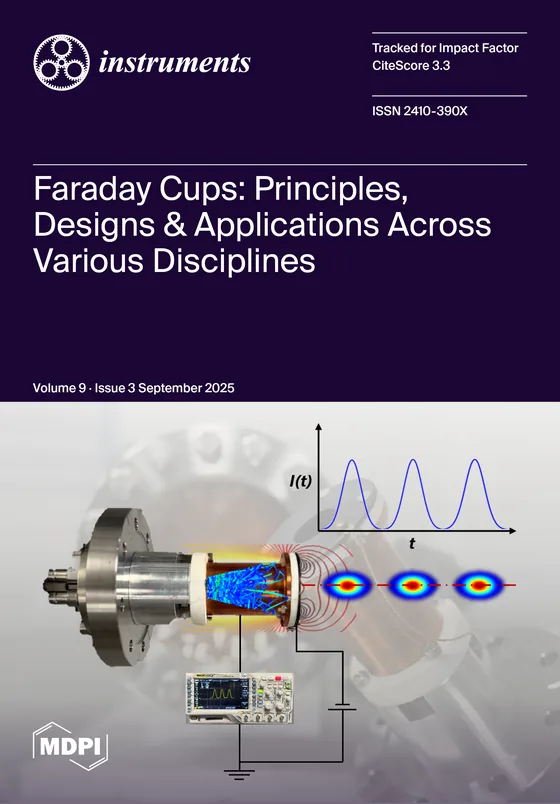 instruments
Tracked for Impact Factor
CiteScore 3.3
ISSN 2410-390X
Faraday Cups: Principles,
Designs & Applications Across
Various Disciplines
Volume 9 · Issue 3 September 2025
I(t)
t
MDPI